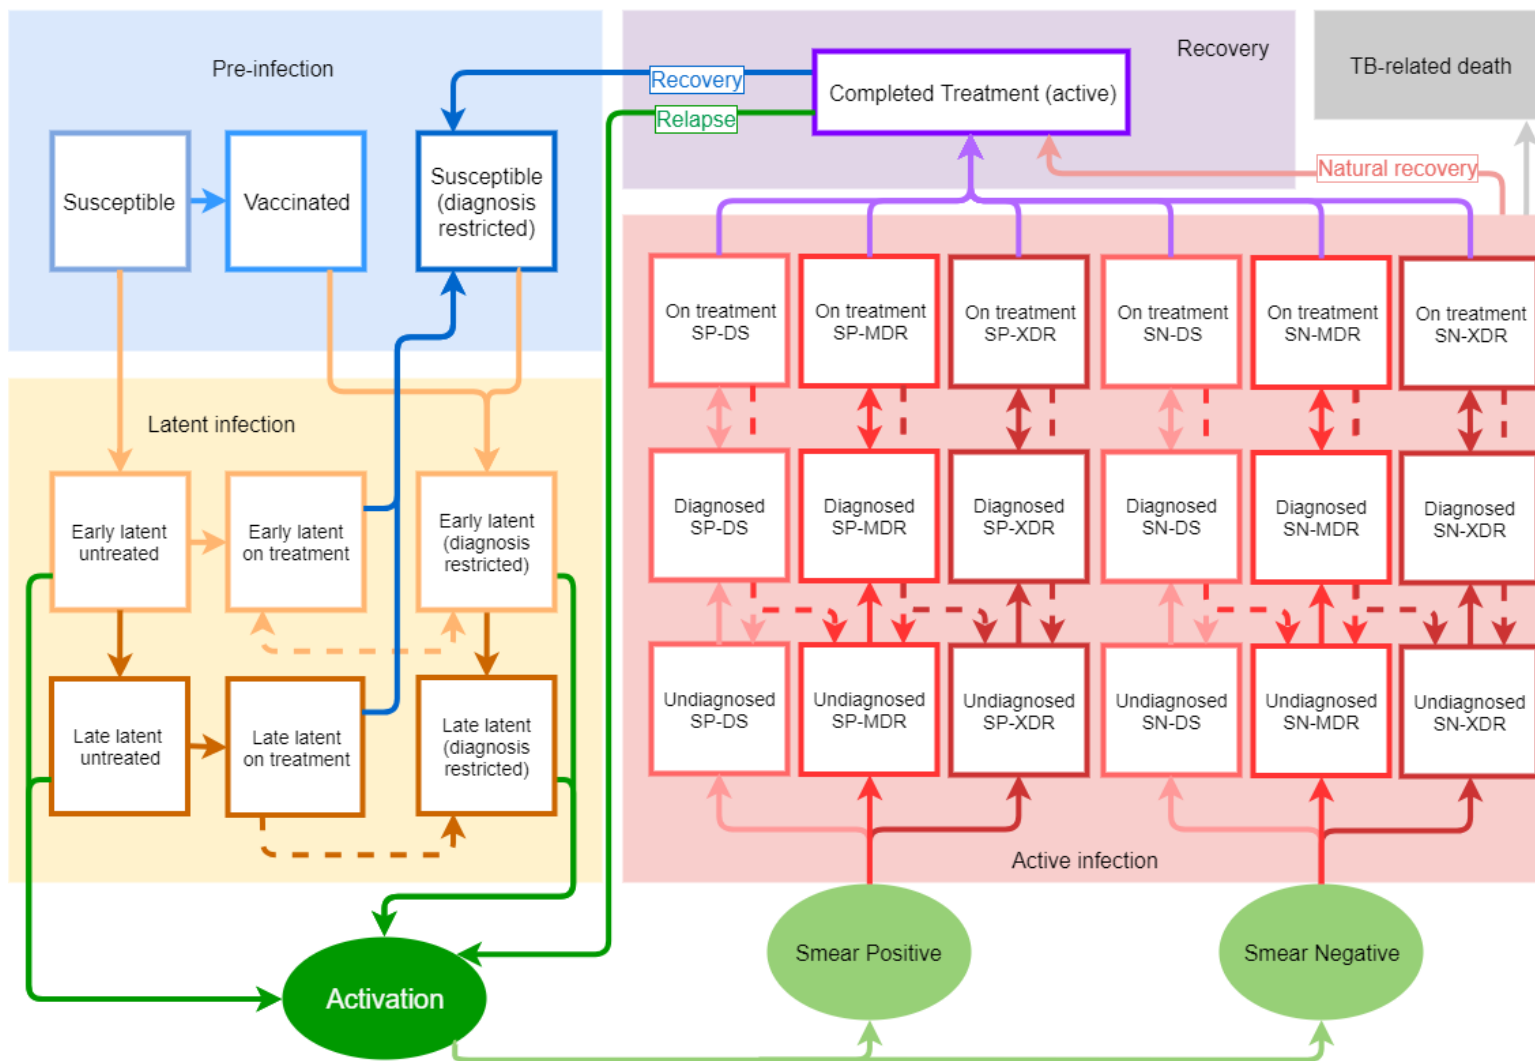 Pre-infection
Recovery
TB-related death
Recovery
Completed Treatment (active)
Relapse
Natural recovery
Susceptible
Vaccinated
Susceptible
(diagnosis
restricted)
On treatment
SP-DS
On treatment
SP-MDR
On treatment
SP-XDR
On treatment
SN-DS
On treatment
SN-MDR
On treatment
SN-XDR
Latent infection
Early latent
untreated
Early latent
on treatment
Early latent
(diagnosis
restricted)
Diagnosed
SP-DS
Diagnosed
SP-MDR
Diagnosed
SP-XDR
Diagnosed
SN-DS
Diagnosed
SN-MDR
Diagnosed
SN-XDR
Late latent
untreated
Late latent
on treatment
Late latent
(diagnosis
restricted)
Undiagnosed
SP-DS
Undiagnosed
SP-MDR
Undiagnosed
SP-XDR
Undiagnosed
SN-DS
Undiagnosed
SN-MDR
Undiagnosed
SN-XDR
Active infection
Activation
Smear Positive
Smear Negative